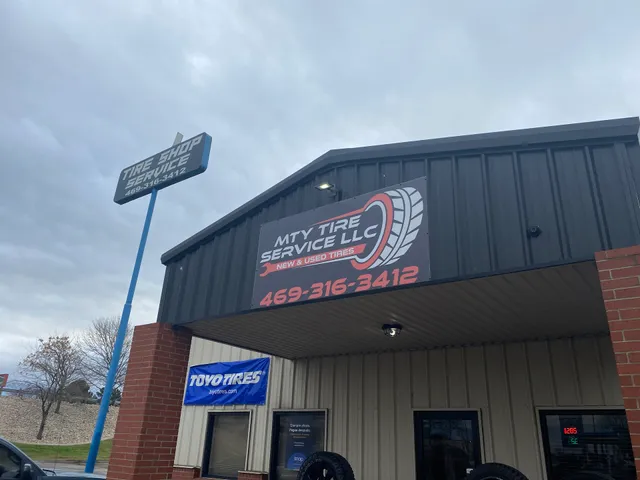 TIRE SHOP
SERVICE
469-316-3412
MTY TIRE
SERVICE LLC
NEW & USED TIRES
469-316-3412
TOYO TIRES
toyotires.com